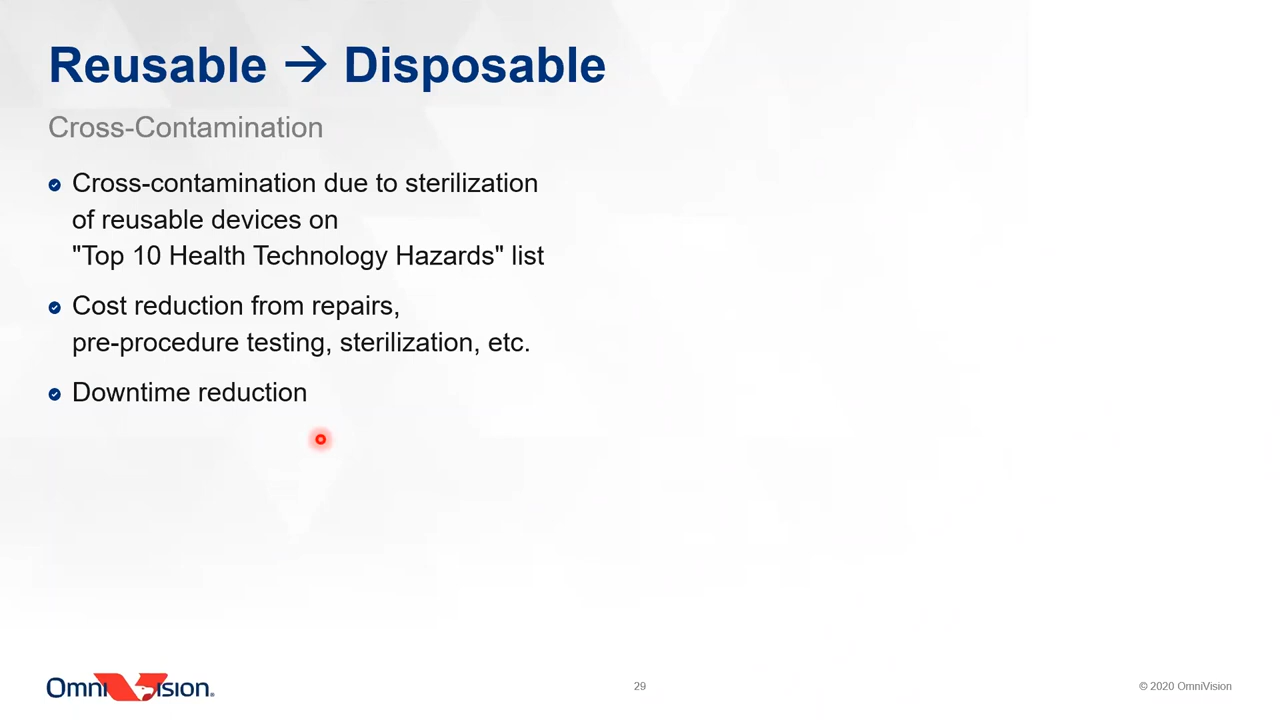 Reusable → Disposable
Cross-Contamination
Cross-contamination due to sterilization
of reusable devices on
"Top 10 Health Technology Hazards" list
Cost reduction from repairs,
pre-procedure testing, sterilization, etc.
Downtime reduction
OmniVision®
29
© 2020 OmniVision